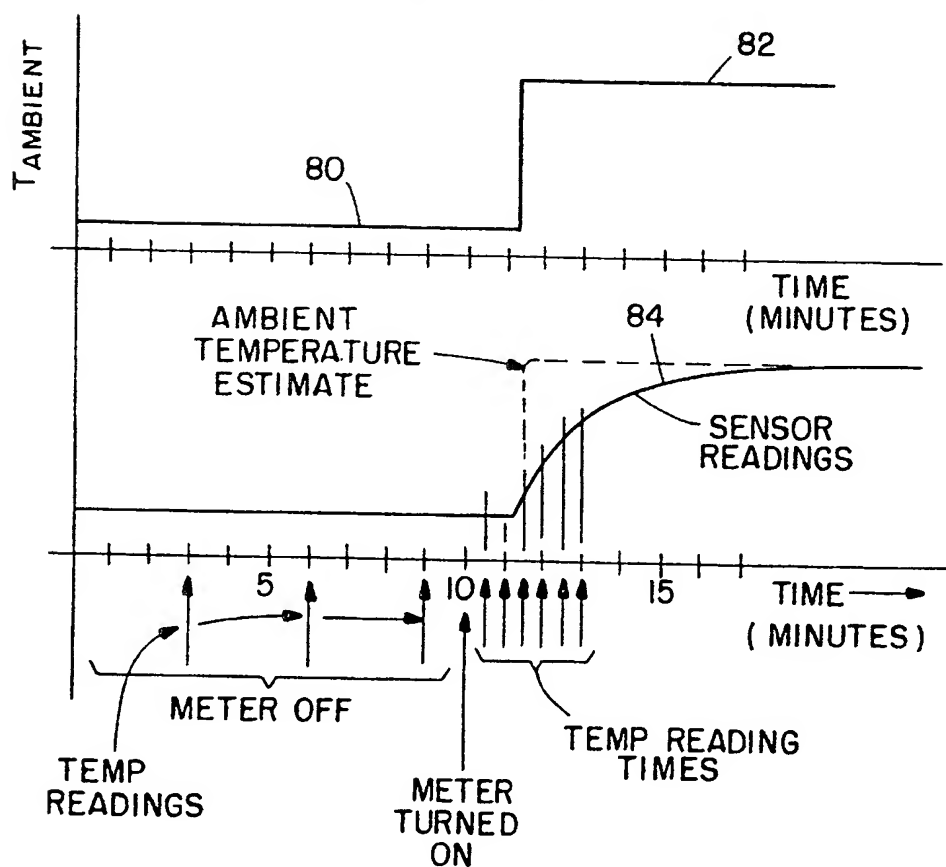 82
TAMBIENT
80
TIME
(MINUTES)
AMBIENT
TEMPERATURE
ESTIMATE
84
SENSOR
READINGS
5
10
15
TIME
(MINUTES)
METER OFF
TEMP
READINGS
METER
TURNED
ON
TEMP READING
TIMES